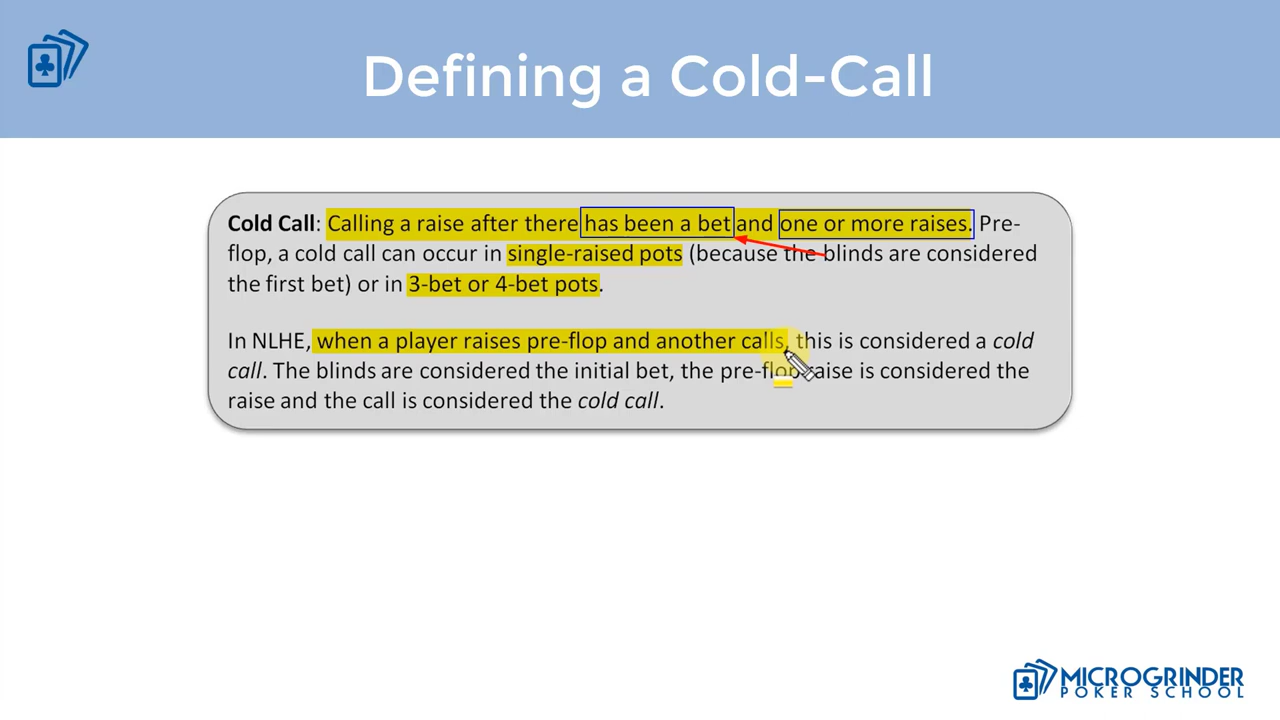 Defining a Cold-Call
Cold Call: Calling a raise after there has been a bet and one or more raises. Pre-
flop, a cold call can occur in single-raised pots (because the blinds are considered
the first bet) or in 3-bet or 4-bet pots.
In NLHE, when a player raises pre-flop and another calls, this is considered a cold
call. The blinds are considered the initial bet, the pre-flop raise is considered the
raise and the call is considered the cold call.
MICROGRINDER
POKER SCHOOL